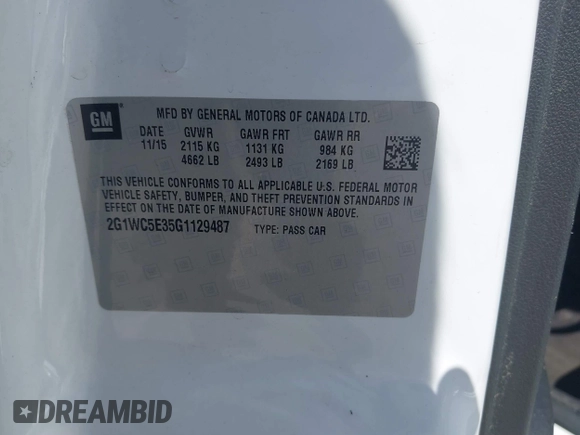 GM
MFD BY GENERAL MOTORS OF CANADA LTD.
DATE GVWR GAWR FRT GAWR RR
11/15 2115 KG 1131 KG 984 KG
4662 LB 2493 LB 2169 LB
THIS VEHICLE CONFORMS TO ALL APPLICABLE U.S. FEDERAL MOTOR
VEHICLE SAFETY, BUMPER, AND THEFT PREVENTION STANDARDS IN
EFFECT ON THE DATE OF MANUFACTURE SHOWN ABOVE.
2G1WC5E35G1129487 TYPE: PASS CAR
DREAMBID